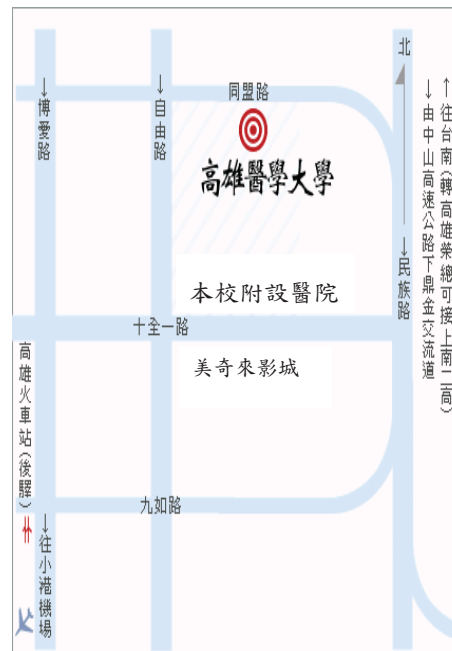 北
↑往台南(轉高雄榮總可接上南二高)
↓由中山高速公路下鼎金交流道
↓博愛路
↓自由路
同盟路
高雄醫學大學
↓民族路
本校附設醫院
十全一路
美奇來影城
高雄火車站(後驛)
九如路
↓往小港機場